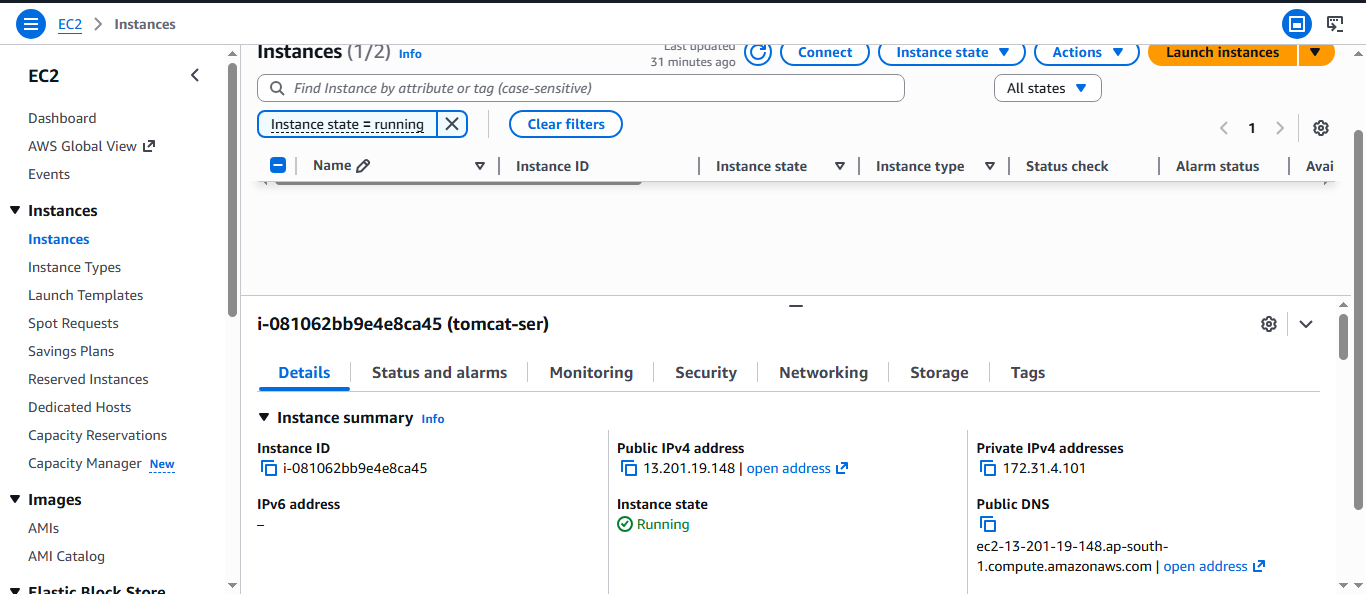 EC2 > Instances
EC2
Dashboard
AWS Global View
Events
Instances
Instances
Instance Types
Launch Templates
Spot Requests
Savings Plans
Reserved Instances
Dedicated Hosts
Capacity Reservations
Capacity Manager New
Images
AMIs
AMI Catalog
Elastic Block Store
Instances (1/2) Info
Last updated
31 minutes ago
Connect
Instance state
Actions
Launch instances
Find Instance by attribute or tag (case-sensitive)
All states
Instance state = running
Clear filters
1
Name
Instance ID
Instance state
Instance type
Status check
Alarm status
Avai
i-081062bb9e4e8ca45 (tomcat-ser)
Details
Status and alarms
Monitoring
Security
Networking
Storage
Tags
Instance summary Info
Instance ID
i-081062bb9e4e8ca45
IPv6 address
–
Public IPv4 address
13.201.19.148 | open address
Instance state
Running
Private IPv4 addresses
172.31.4.101
Public DNS
ec2-13-201-19-148.ap-south-
1.compute.amazonaws.com | open address